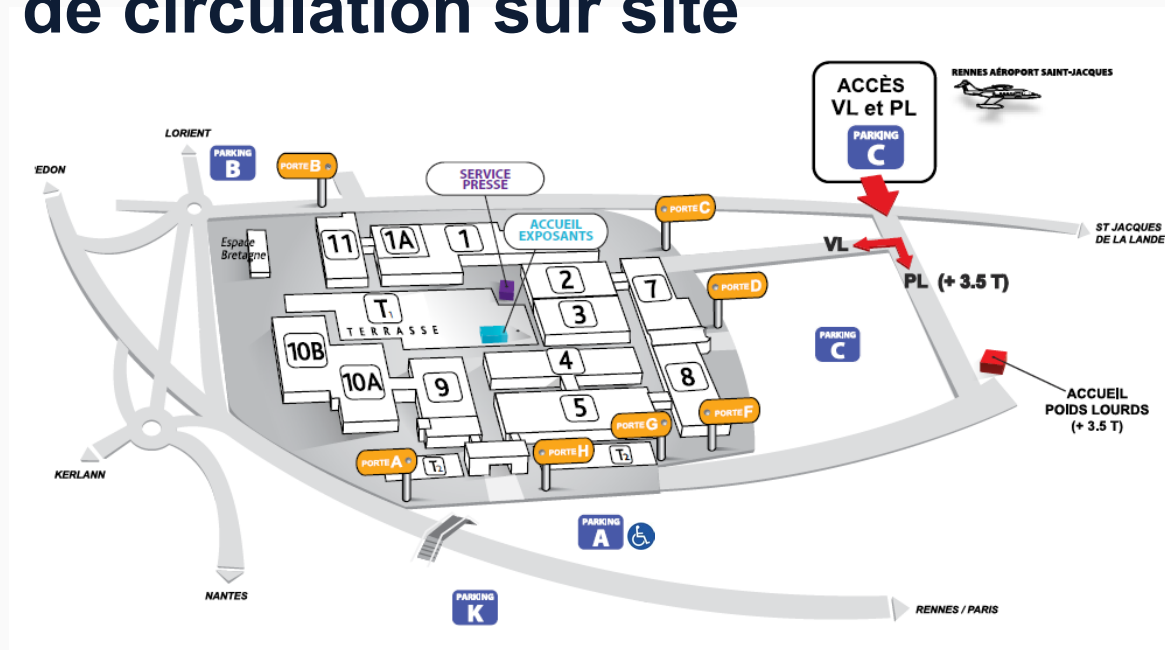 de circulation sur site
ACCÈS
VL et PL
PARKING
C
RENNES AÉROPORT SAINT-JACQUES
LORIENT
EDON
PARKING
B
PORTE B
SERVICE
PRESSE
ACCUEIL
EXPOSANTS
PORTE C
ST JACQUES
DE LA LANDE
VL
PL (+ 3.5 T)
Espace
Bretagne
11
1A
1
2
7
PORTE D
3
T1
TERRASSE
PARKING
C
10B
10A
9
4
8
5
ACCUEIL
POIDS LOURDS
(+ 3.5 T)
PORTE F
PORTE G
PORTE H
PORTE A
T2
T2
KERLANN
PARKING
A
NANTES
PARKING
K
RENNES / PARIS